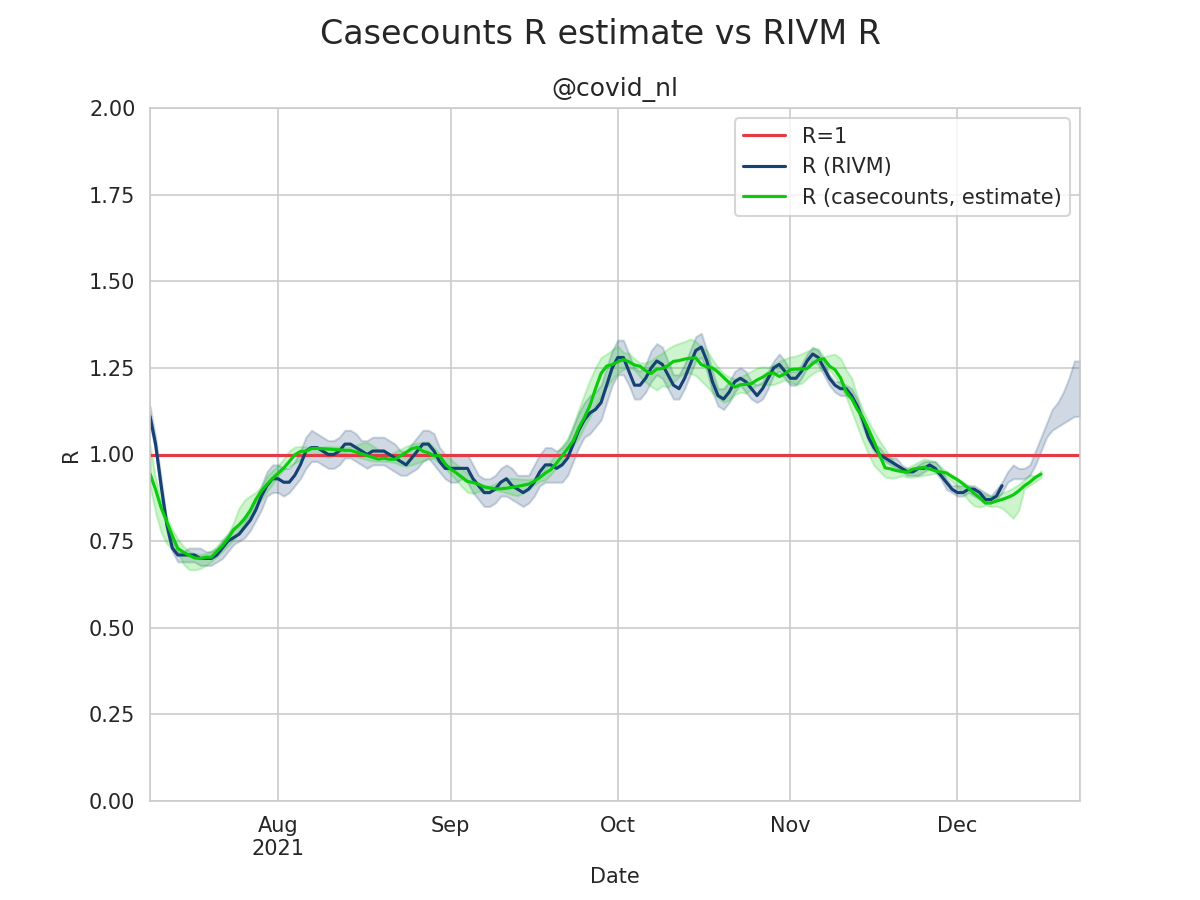 Casecounts R estimate vs RIVM R
@covid_nl
R=1
R (RIVM)
R (casecounts, estimate)
2.00
1.75
1.50
1.25
1.00
0.75
0.50
0.25
0.00
R
Aug
2021
Sep
Oct
Nov
Dec
Date